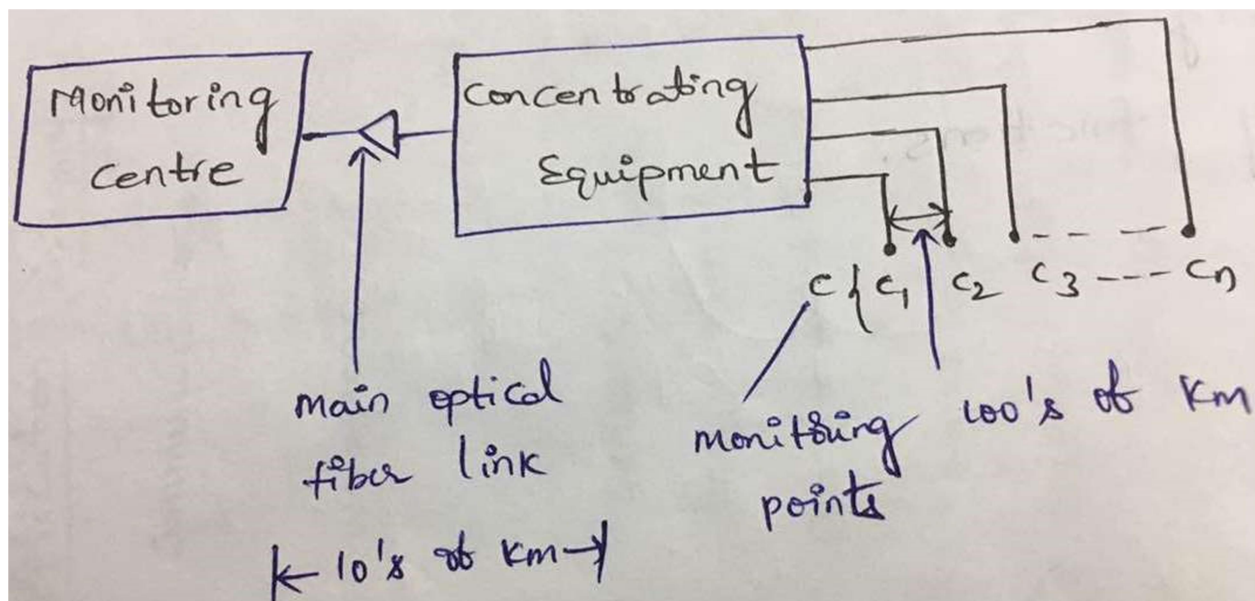 Monitoring
centre
Concentrating
Equipment
C { C1 C2 C3 ---- Cn
main optical
fiber link
10's of Km
monitoring
points
100's of Km